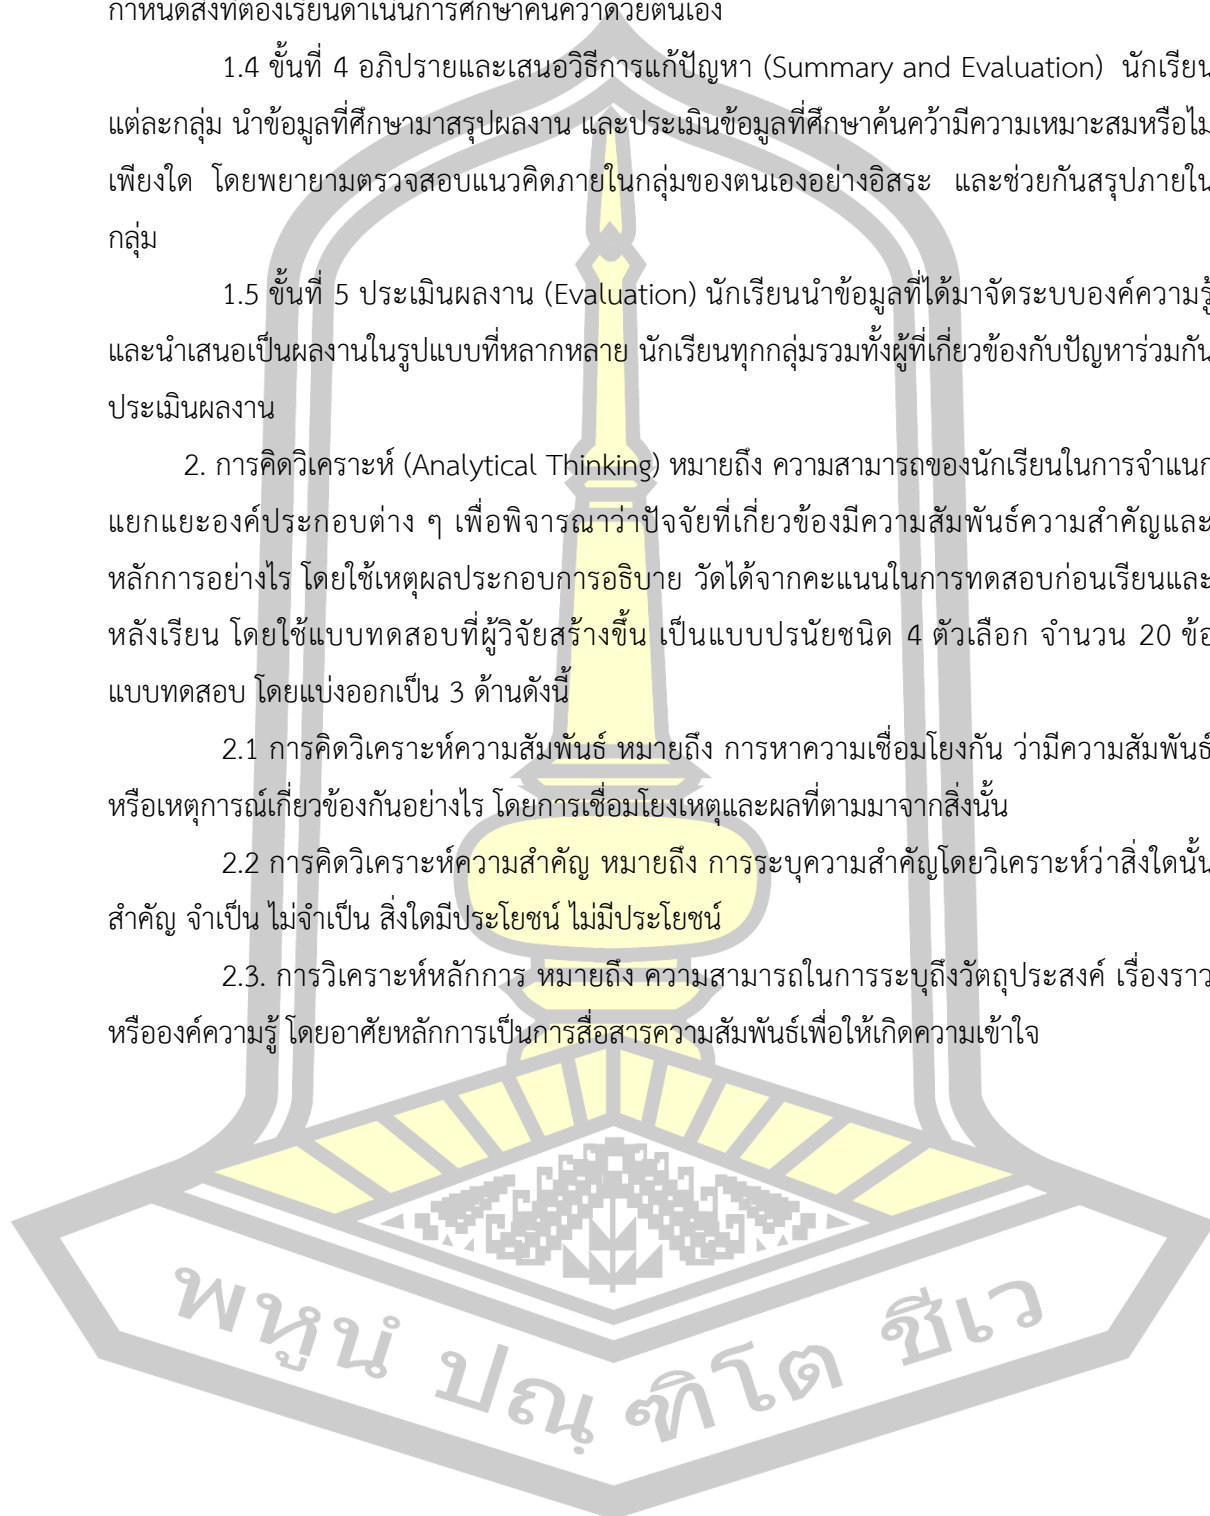 กำหนดสิ่งที่ต้องเรียนดำเนินการศึกษาค้นคว้าด้วยตนเอง
1.4 ขั้นที่ 4 อภิปรายและเสนอวิธีการแก้ปัญหา (Summary and Evaluation) นักเรียน
แต่ละกลุ่ม นำข้อมูลที่ศึกษามาสรุปผลงาน และประเมินข้อมูลที่ศึกษาค้นคว้ามีความเหมาะสมหรือไม่
เพียงใด โดยพยายามตรวจสอบแนวคิดภายในกลุ่มของตนเองอย่างอิสระ และช่วยกันสรุปภายใน
กลุ่ม
1.5 ขั้นที่ 5 ประเมินผลงาน (Evaluation) นักเรียนนำข้อมูลที่ได้มาจัดระบบองค์ความรู้
และนำเสนอเป็นผลงานในรูปแบบที่หลากหลาย นักเรียนทุกกลุ่มรวมทั้งผู้ที่เกี่ยวข้องกับปัญหาร่วมกัน
ประเมินผลงาน
2. การคิดวิเคราะห์ (Analytical Thinking) หมายถึง ความสามารถของนักเรียนในการจำแนก
แยกแยะองค์ประกอบต่าง ๆ เพื่อพิจารณาว่าปัจจัยที่เกี่ยวข้องมีความสัมพันธ์ความสำคัญและ
หลักการอย่างไร โดยใช้เหตุผลประกอบการอธิบาย วัดได้จากคะแนนในการทดสอบก่อนเรียนและ
หลังเรียน โดยใช้แบบทดสอบที่ผู้วิจัยสร้างขึ้น เป็นแบบปรนัยชนิด 4 ตัวเลือก จำนวน 20 ข้อ
แบบทดสอบ โดยแบ่งออกเป็น 3 ด้านดังนี้
2.1 การคิดวิเคราะห์ความสัมพันธ์ หมายถึง การหาความเชื่อมโยงกัน ว่ามีความสัมพันธ์
หรือเหตุการณ์เกี่ยวข้องกันอย่างไร โดยการเชื่อมโยงเหตุและผลที่ตามมาจากสิ่งนั้น
2.2 การคิดวิเคราะห์ความสำคัญ หมายถึง การระบุความสำคัญโดยวิเคราะห์ว่าสิ่งใดนั้น
สำคัญ จำเป็น ไม่จำเป็น สิ่งใดมีประโยชน์ ไม่มีประโยชน์
2.3. การวิเคราะห์หลักการ หมายถึง ความสามารถในการระบุถึงวัตถุประสงค์ เรื่องราว
หรือองค์ความรู้ โดยอาศัยหลักการเป็นการสื่อสารความสัมพันธ์เพื่อให้เกิดความเข้าใจ
พหูนํ ปณฺฑิโต ชีเว